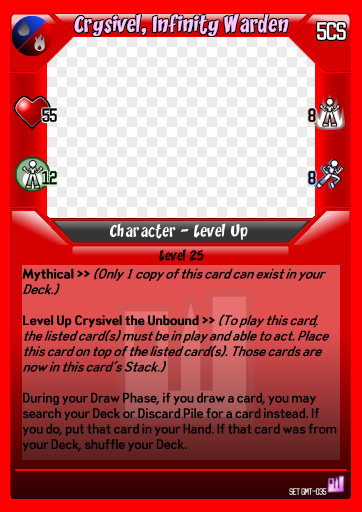 Crysivel, Infinity Warden
5CS
55
8
12
8
Character - Level Up
Level 25
Mythical >> (Only 1 copy of this card can exist in your
Deck.)
Level Up Crysivel the Unbound >> (To play this card,
the listed card(s) must be in play and able to act. Place
this card on top of the listed card(s). Those cards are
now in this card's Stack.)
During your Draw Phase, if you draw a card, you may
search your Deck or Discard Pile for a card instead. If
you do, put that card in your Hand. If that card was from
your Deck, shuffle your Deck.
SET GMT-035